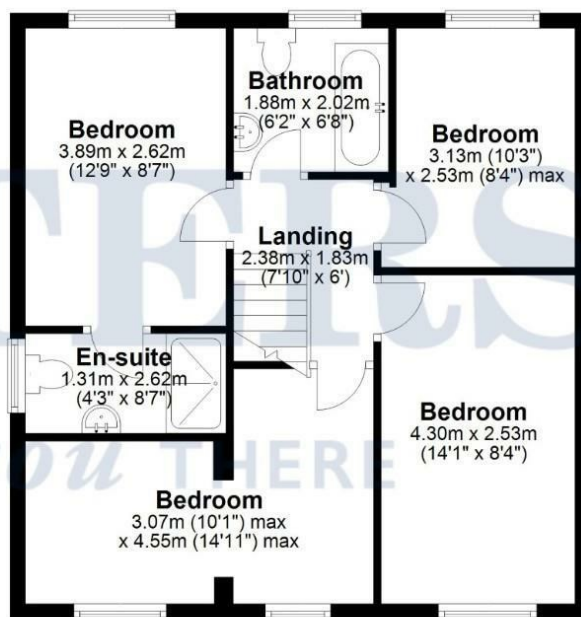 Bedroom
3.89m x 2.62m
(12'9" x 8'7")
Bathroom
1.88m x 2.02m
(6'2" x 6'8")
Bedroom
3.13m (10'3")
x 2.53m (8'4") max
Landing
2.38m x 1.83m
(7'10" x 6')
En-suite
1.31m x 2.62m
(4'3" x 8'7")
Bedroom
4.30m x 2.53m
(14'1" x 8'4")
Bedroom
3.07m (10'1") max
x 4.55m (14'11") max
TERS
you THERE